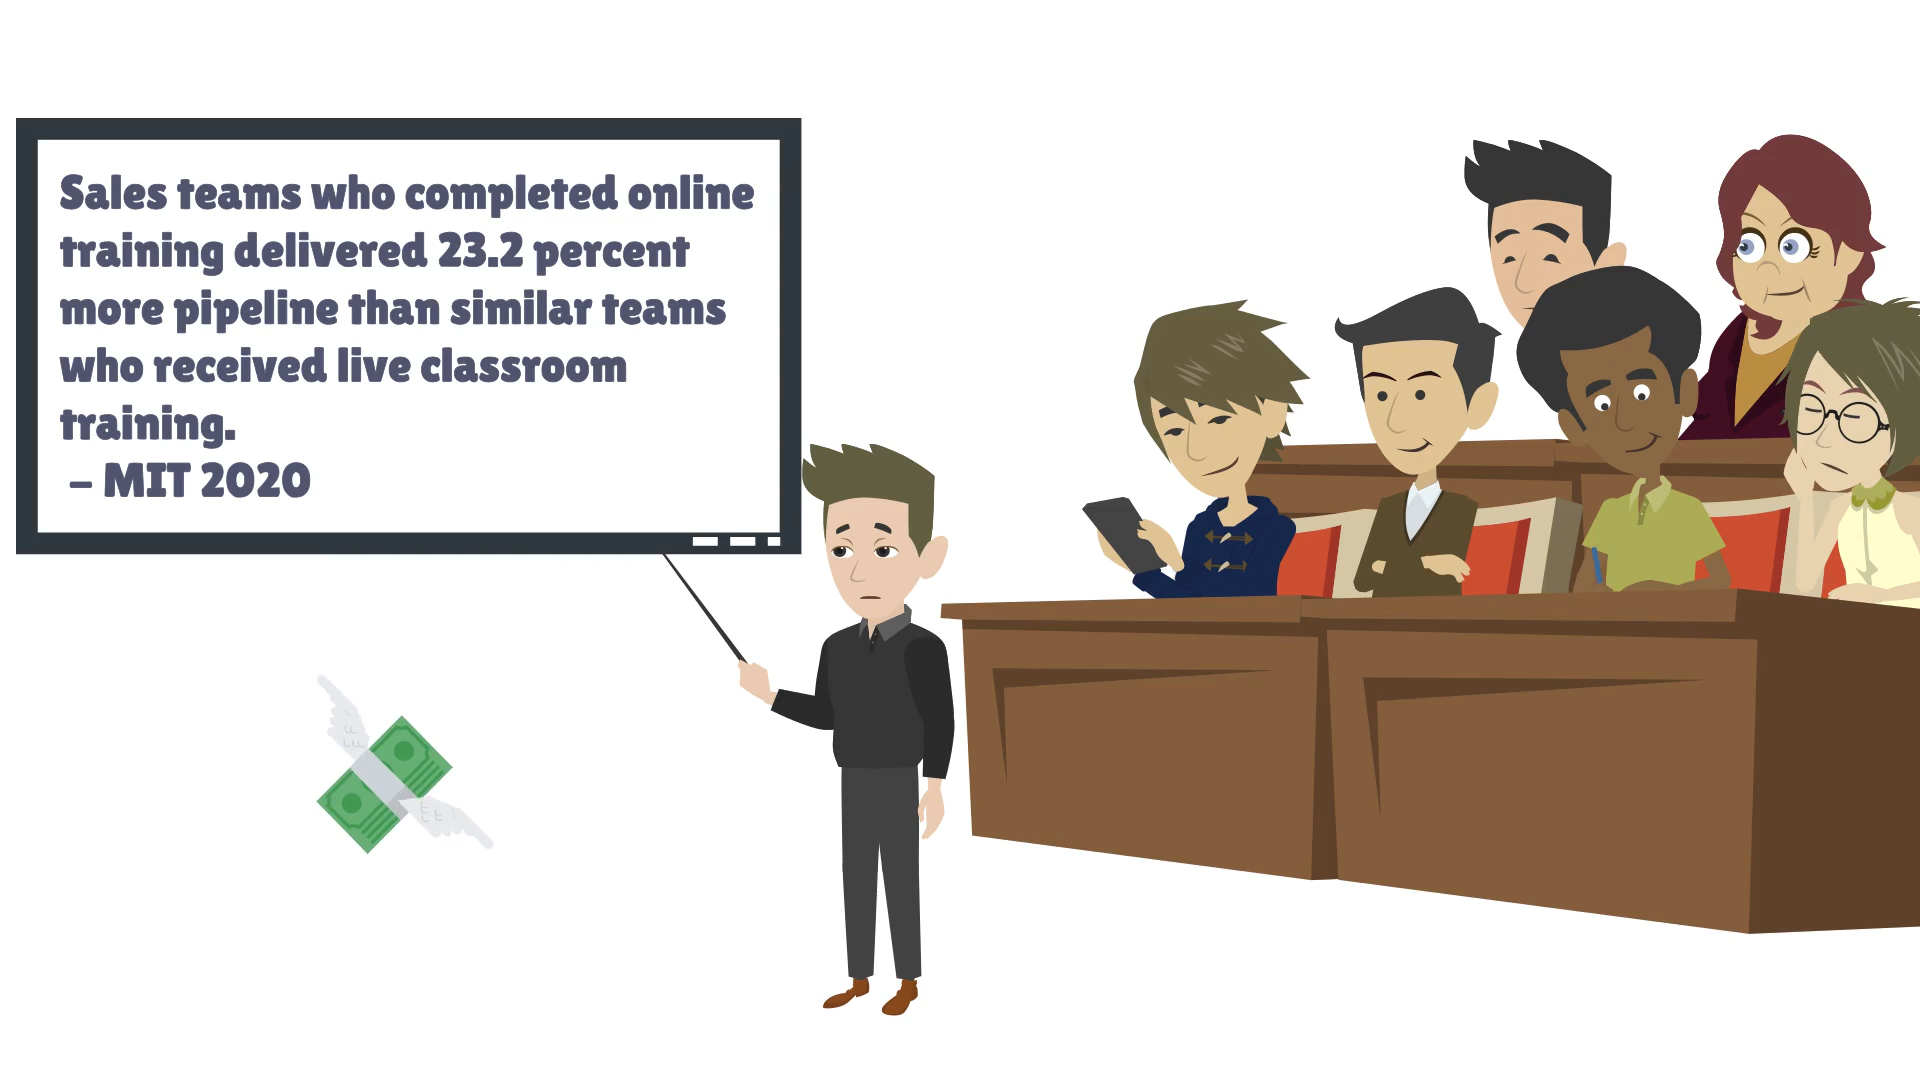 Sales teams who completed online
training delivered 23.2 percent
more pipeline than similar teams
who received live classroom
training.
– MIT 2020